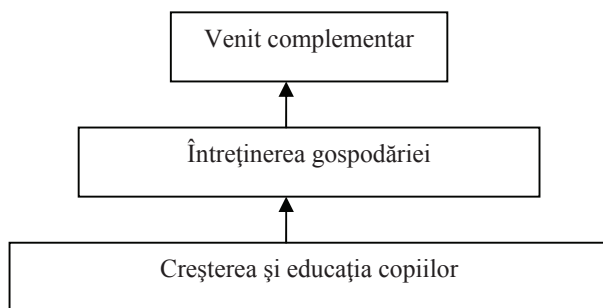 Venit complementar
Întreţinerea gospodăriei
Creşterea şi educaţia copiilor